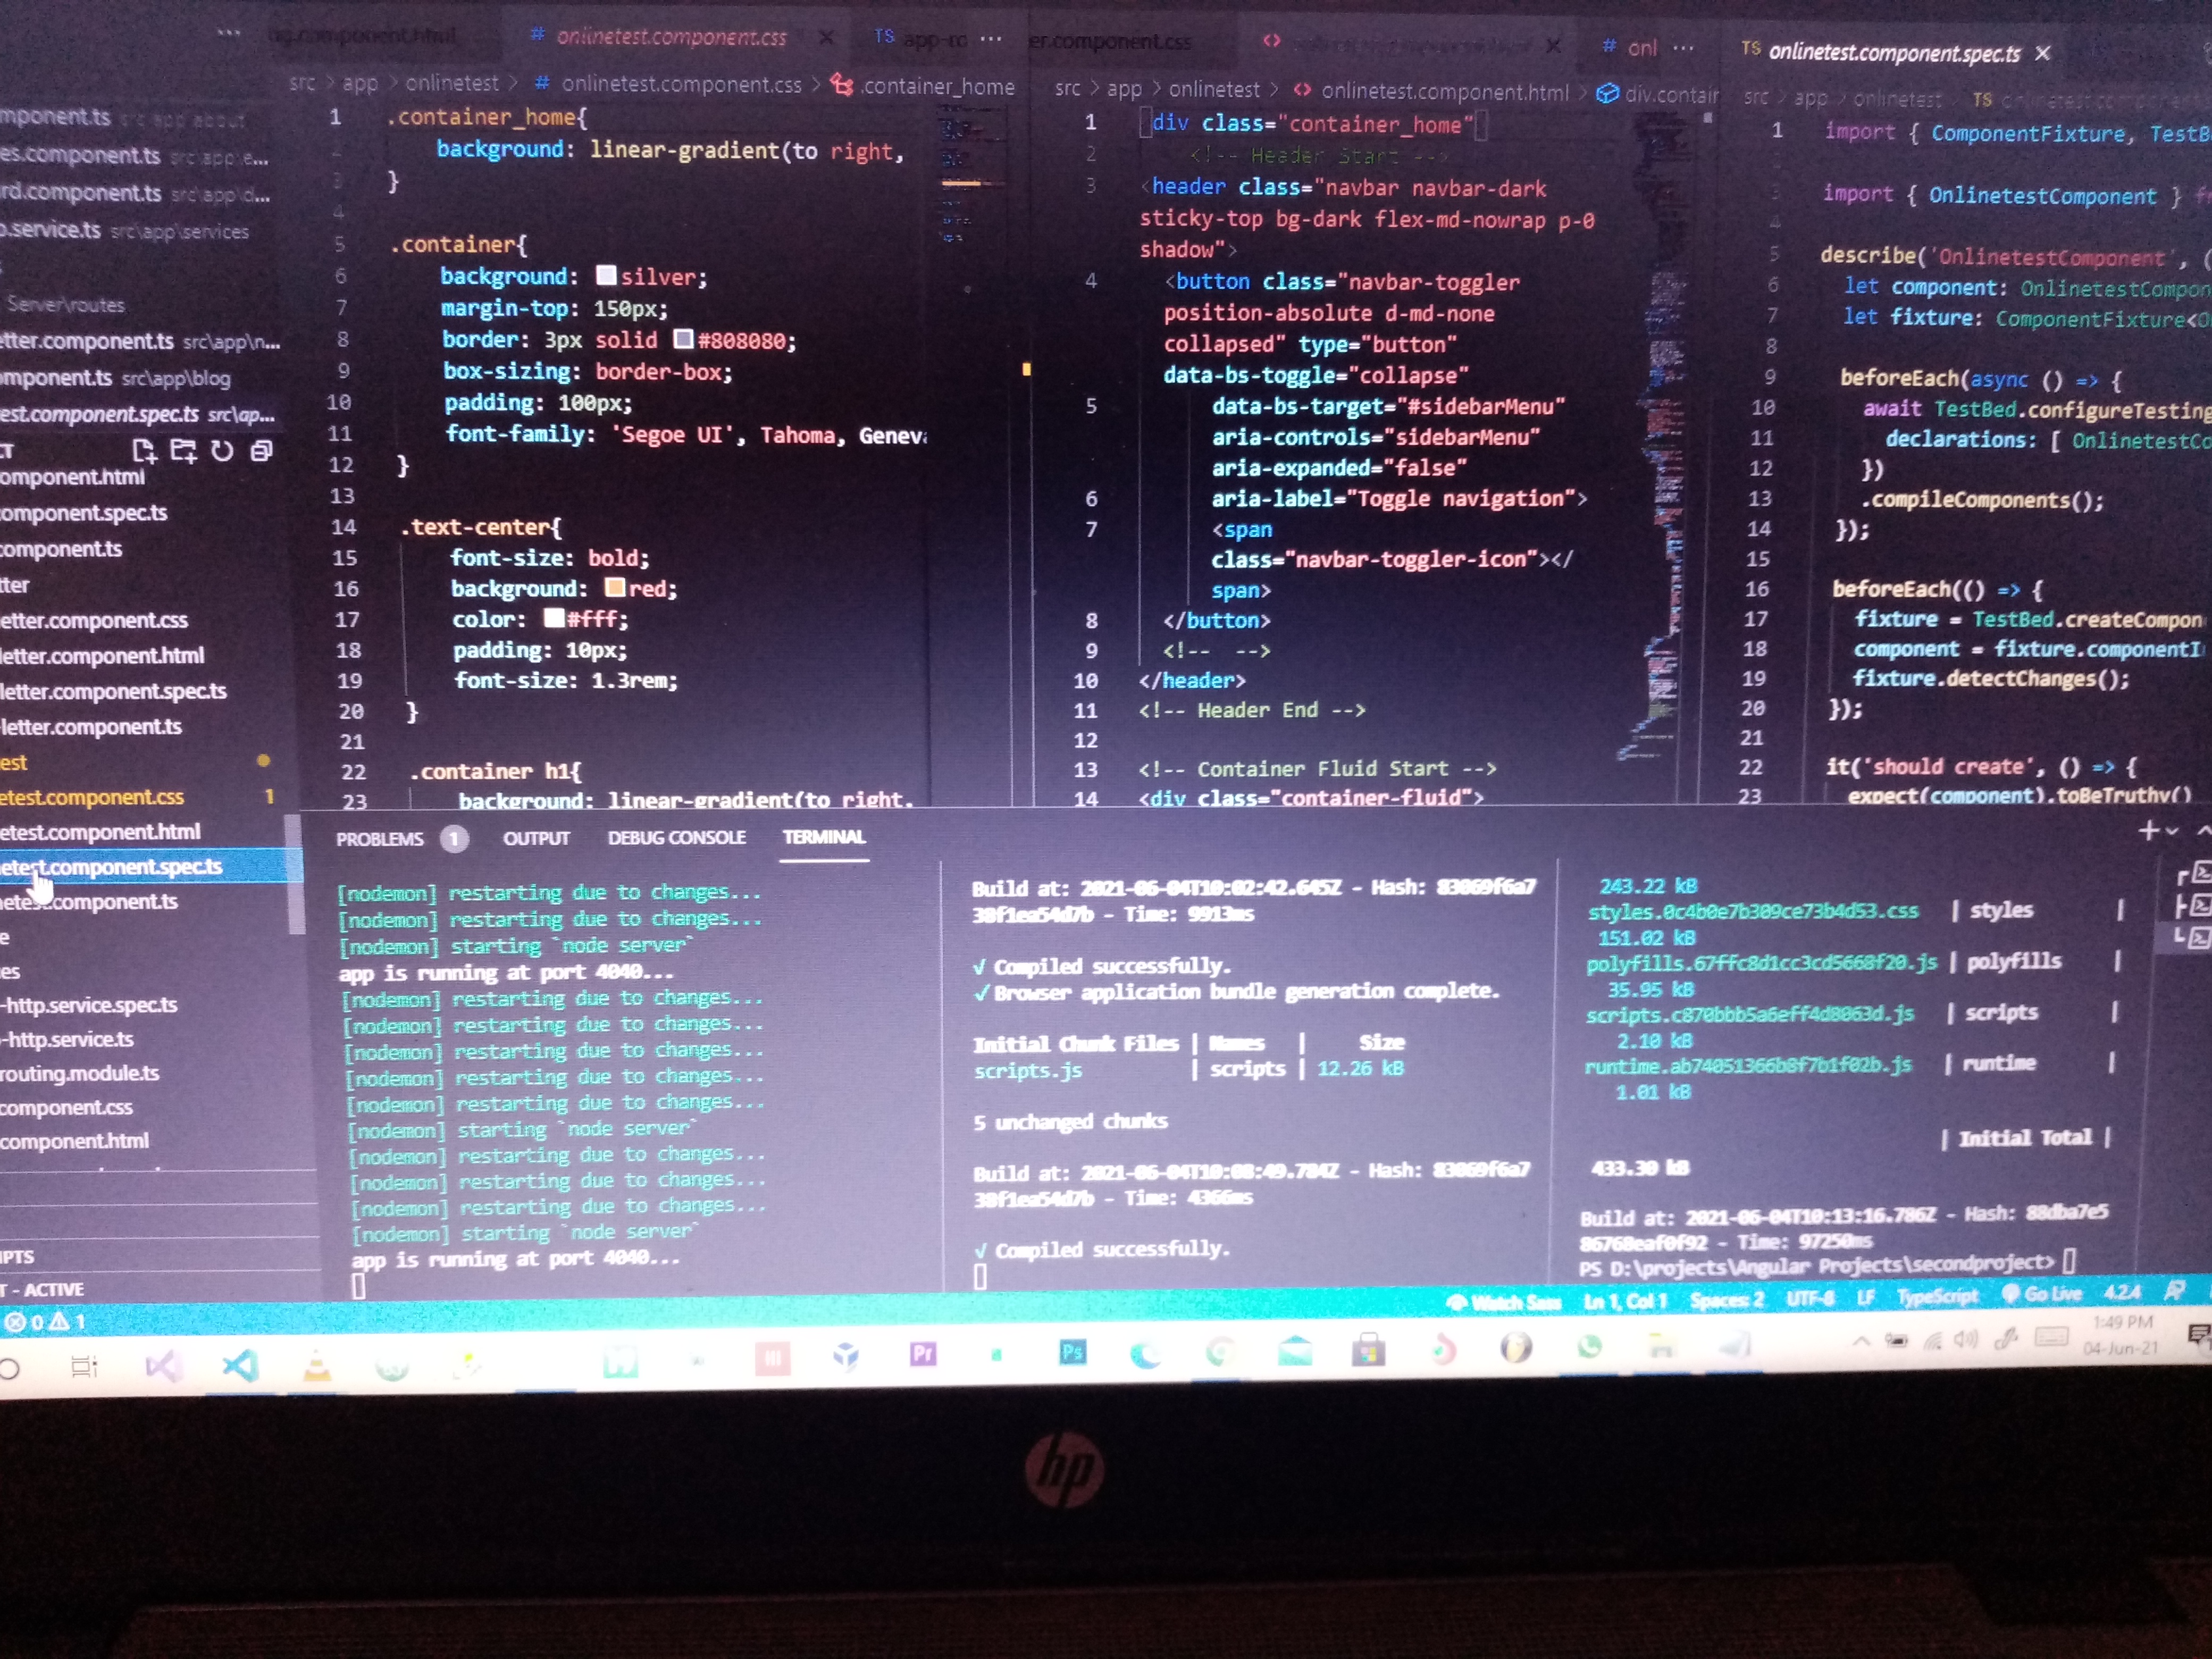 onlinetest.component.css
TS app-ro ...
er.component.css
# onl ...
TS onlinetest.component.spec.ts
src > app > onlinetest > # onlinetest.component.css > .container_home
src > app > onlinetest > <> onlinetest.component.html > div.contair
src > app > onlinetest > TS
mponent.ts src\app\about
es.component.ts src\app\e...
rd.component.ts src\app\d...
o.service.ts src\app\services
Server\routes
etter.component.ts src\app\n...
omponent.ts src\app\blog
est.component.spec.ts src\ap...
CT
omponent.html
omponent.spec.ts
component.ts
tter
etter.component.css
letter.component.html
letter.component.spec.ts
-letter.component.ts
est
etest.component.css 1
etest.component.html
etest.component.spec.ts
netest.component.ts
e
es
-http.service.spec.ts
-http.service.ts
routing.module.ts
component.css
component.html
IPTS
T - ACTIVE
1 .container_home{
2 background: linear-gradient(to right,
3 }
4
5 .container{
6 background: silver;
7 margin-top: 150px;
8 border: 3px solid #808080;
9 box-sizing: border-box;
10 padding: 100px;
11 font-family: 'Segoe UI', Tahoma, Geneva
12 }
13
14 .text-center{
15 font-size: bold;
16 background: red;
17 color: #fff;
18 padding: 10px;
19 font-size: 1.3rem;
20 }
21
22 .container h1{
23 background: linear-gradient(to right,
1 div class="container_home"
2 <!-- Header Start -->
3 <header class="navbar navbar-dark
sticky-top bg-dark flex-md-nowrap p-0
shadow">
4 <button class="navbar-toggler
position-absolute d-md-none
collapsed" type="button"
data-bs-toggle="collapse"
5 data-bs-target="#sidebarMenu"
aria-controls="sidebarMenu"
aria-expanded="false"
6 aria-label="Toggle navigation">
7 <span
class="navbar-toggler-icon"></
span>
8 </button>
9 <!-- -->
10 </header>
11 <!-- Header End -->
12
13 <!-- Container Fluid Start -->
14 <div class="container-fluid">
1 import { ComponentFixture, TestB
3 import { OnlinetestComponent } fr
4
5 describe('OnlinetestComponent', (
6 let component: OnlinetestCompon
7 let fixture: ComponentFixture<O
8
9 beforeEach(async () => {
10 await TestBed.configureTesting
11 declarations: [ OnlinetestCo
12 })
13 .compileComponents();
14 });
15
16 beforeEach(() => {
17 fixture = TestBed.createCompon
18 component = fixture.componentI
19 fixture.detectChanges();
20 });
21
22 it('should create', () => {
23 expect(component).toBeTruthy()
PROBLEMS 1 OUTPUT DEBUG CONSOLE TERMINAL
[nodemon] restarting due to changes...
[nodemon] restarting due to changes...
[nodemon] starting `node server`
app is running at port 4040...
[nodemon] restarting due to changes...
[nodemon] restarting due to changes...
[nodemon] restarting due to changes...
[nodemon] restarting due to changes...
[nodemon] restarting due to changes...
[nodemon] starting `node server`
[nodemon] restarting due to changes...
[nodemon] restarting due to changes...
[nodemon] restarting due to changes...
[nodemon] starting `node server`
app is running at port 4040...
Build at: 2021-06-04T10:02:42.645Z - Hash: 83069f6a7
38f1ea54d7b - Time: 9913ms
√ Compiled successfully.
√ Browser application bundle generation complete.
Initial Chunk Files | Names | Size
scripts.js | scripts | 12.26 kB
5 unchanged chunks
Build at: 2021-06-04T10:08:49.784Z - Hash: 83069f6a7
38f1ea54d7b - Time: 4366ms
√ Compiled successfully.
243.22 kB
styles.0c4b0e7b309ce73b4d53.css | styles |
151.02 kB
polyfills.67ffc8d1cc3cd5668f20.js | polyfills |
35.95 kB
scripts.c870bbb5a6eff4d8063d.js | scripts |
2.10 kB
runtime.ab74051366b8f7b1f02b.js | runtime |
1.01 kB
| Initial Total |
433.30 kB
Build at: 2021-06-04T10:13:16.786Z - Hash: 88dba7e5
86768eaf0f92 - Time: 97250ms
PS D:\projects\Angular Projects\secondproject>
0 1
Watch Sass Ln 1, Col 1 Spaces: 2 UTF-8 LF TypeScript Go Live 4.2.4
Pr
Ps
1:49 PM
04-Jun-21
hp